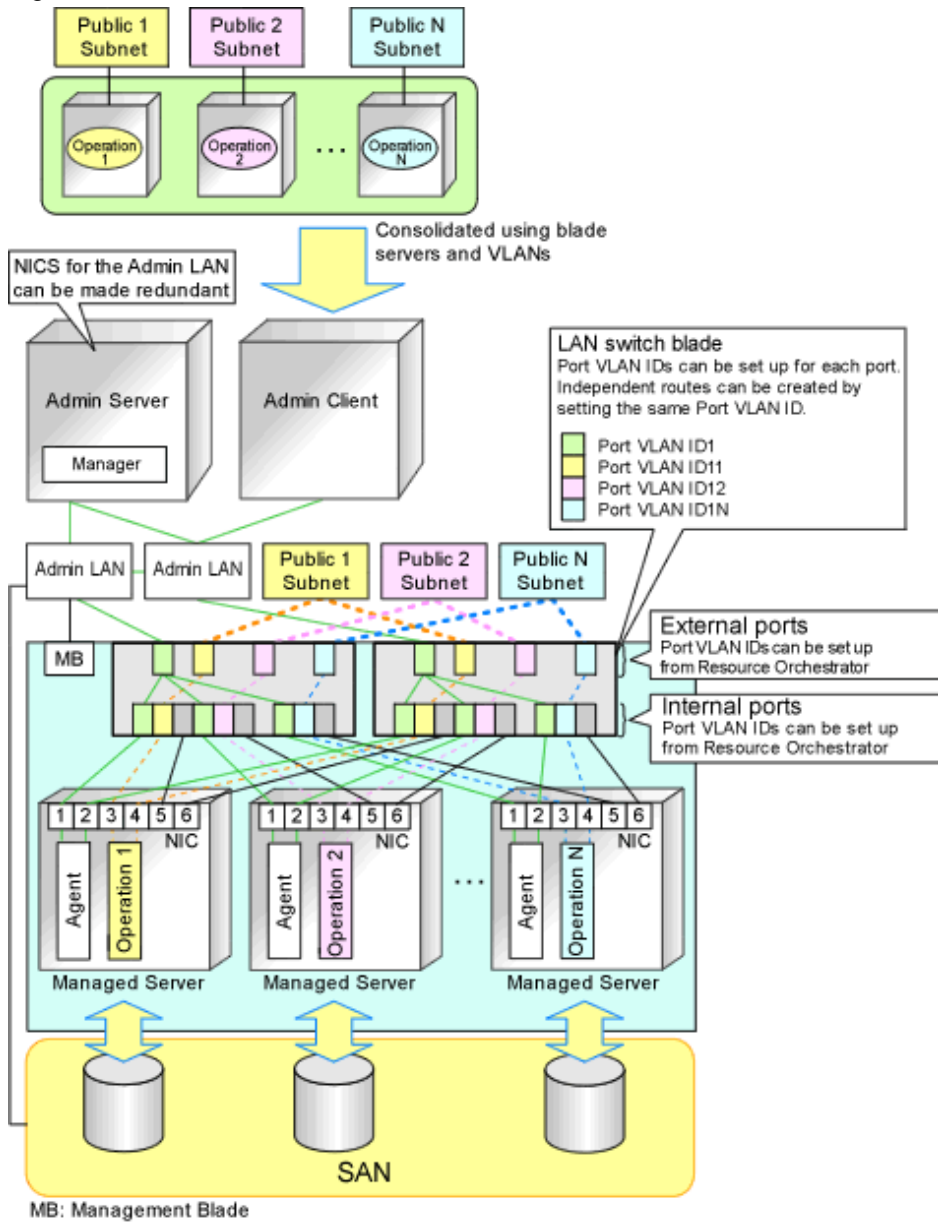 Public 1
Subnet
Public 2
Subnet
Public N
Subnet
Operation
1
Operation
2
...
Operation
N
Consolidated using blade
servers and VLANs
NICS for the Admin LAN
can be made redundant
Admin Server
Manager
Admin Client
LAN switch blade
Port VLAN IDs can be set up for each port.
Independent routes can be created by
setting the same Port VLAN ID.
Port VLAN ID1
Port VLAN ID11
Port VLAN ID12
Port VLAN ID1N
Admin LAN
Admin LAN
Public 1
Subnet
Public 2
Subnet
Public N
Subnet
MB
External ports
Port VLAN IDs can be set up
from Resource Orchestrator
Internal ports
Port VLAN IDs can be set up
from Resource Orchestrator
1 2 3 4 5 6
NIC
Agent
Operation 1
Managed Server
1 2 3 4 5 6
NIC
Agent
Operation 2
Managed Server
...
1 2 3 4 5 6
NIC
Agent
Operation N
Managed Server
SAN
MB: Management Blade